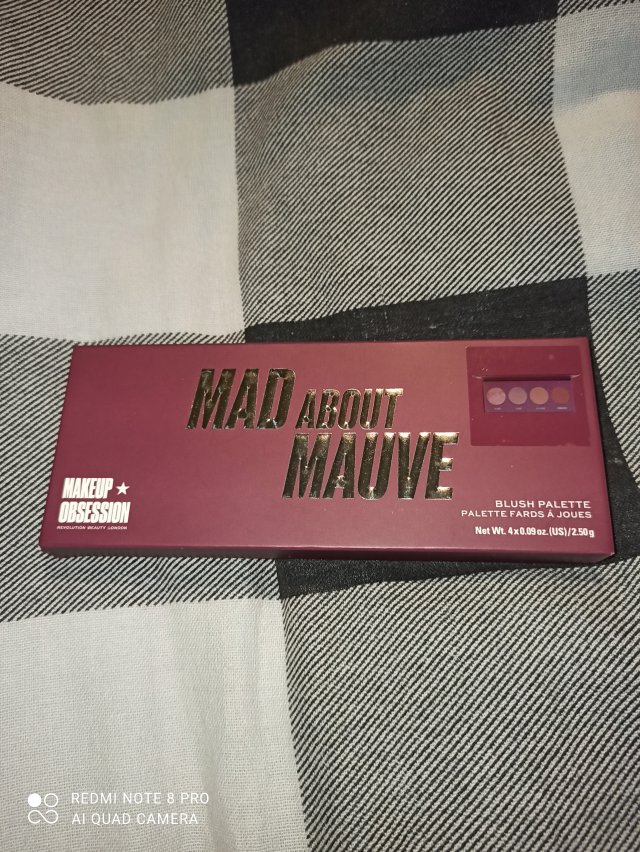 MAD ABOUT
MAUVE
MAKEUP
OBSESSION
REVOLUTION BEAUTY LONDON
BLUSH PALETTE
PALETTE FARDS À JOUES
Net Wt. 4 x 0.09 oz. (US) / 2.50 g
REDMI NOTE 8 PRO
AI QUAD CAMERA